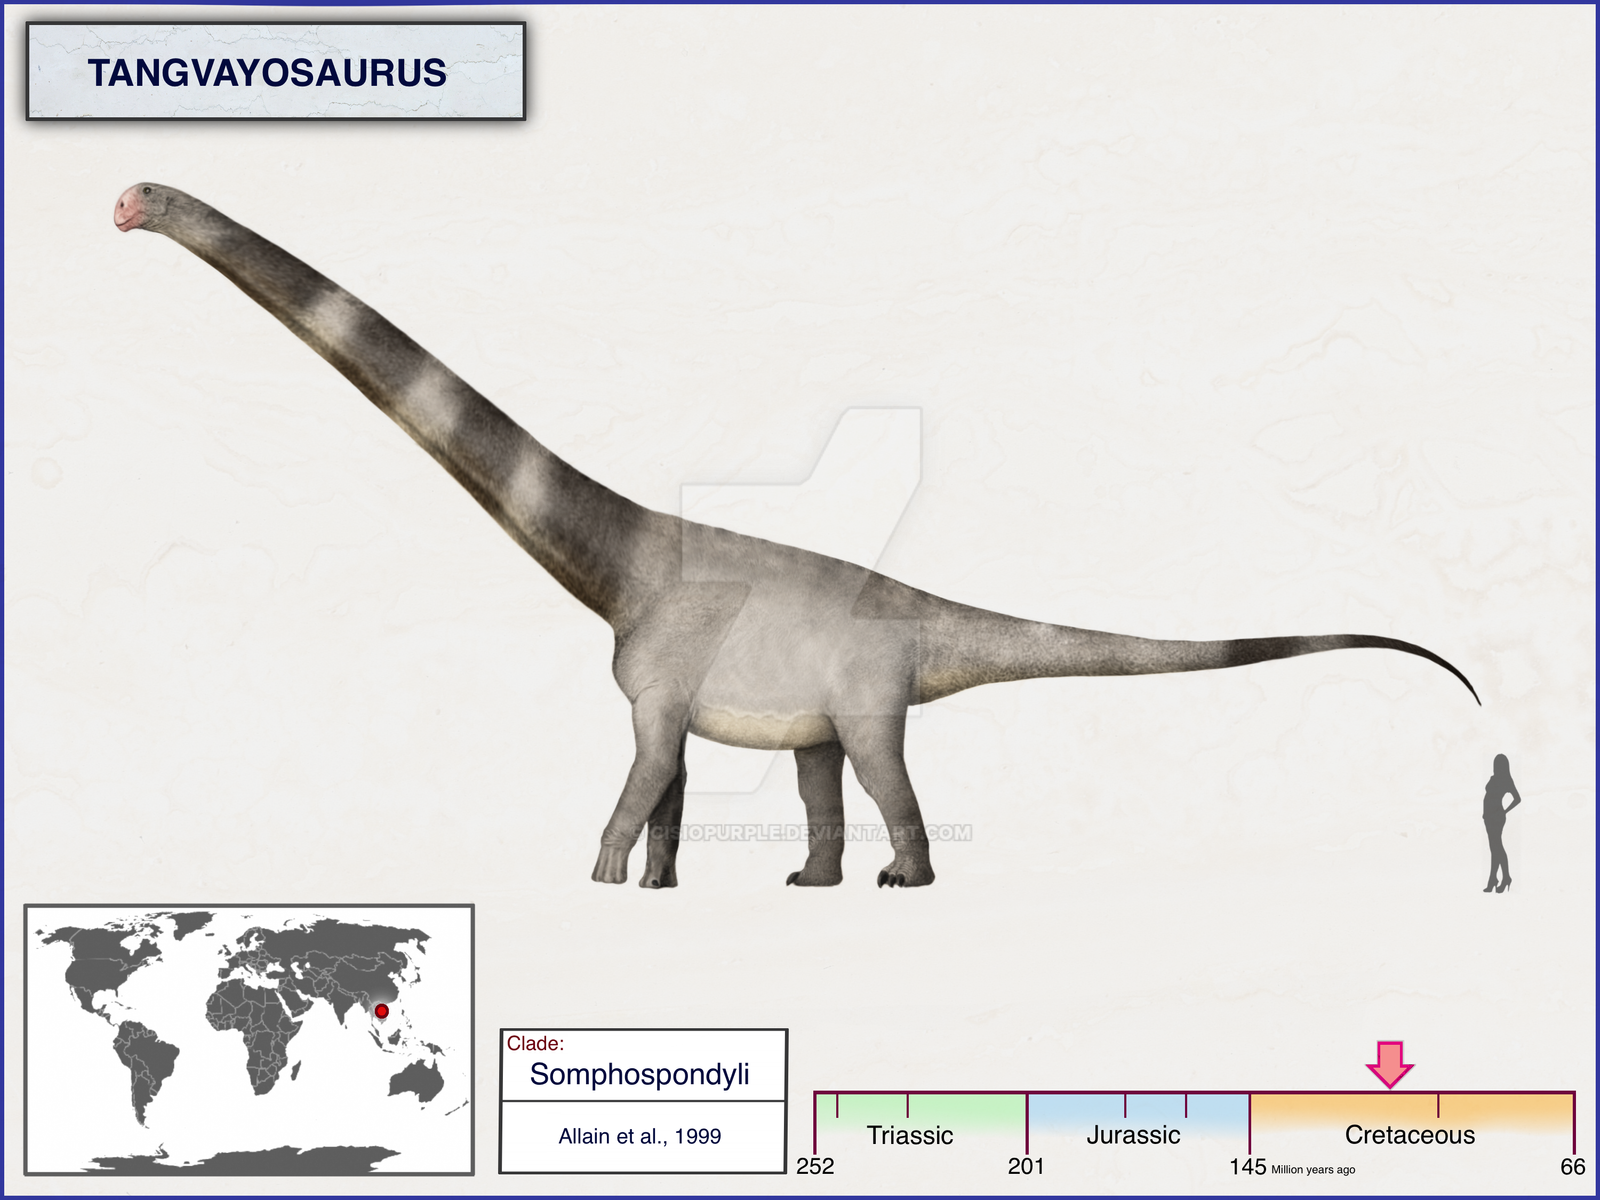 TANGVAYOSAURUS
CISIOPURPLE.DEVIANTART.COM
Clade:
Somphospondyli
Allain et al., 1999
Triassic
Jurassic
Cretaceous
252
201
145 Million years ago
66